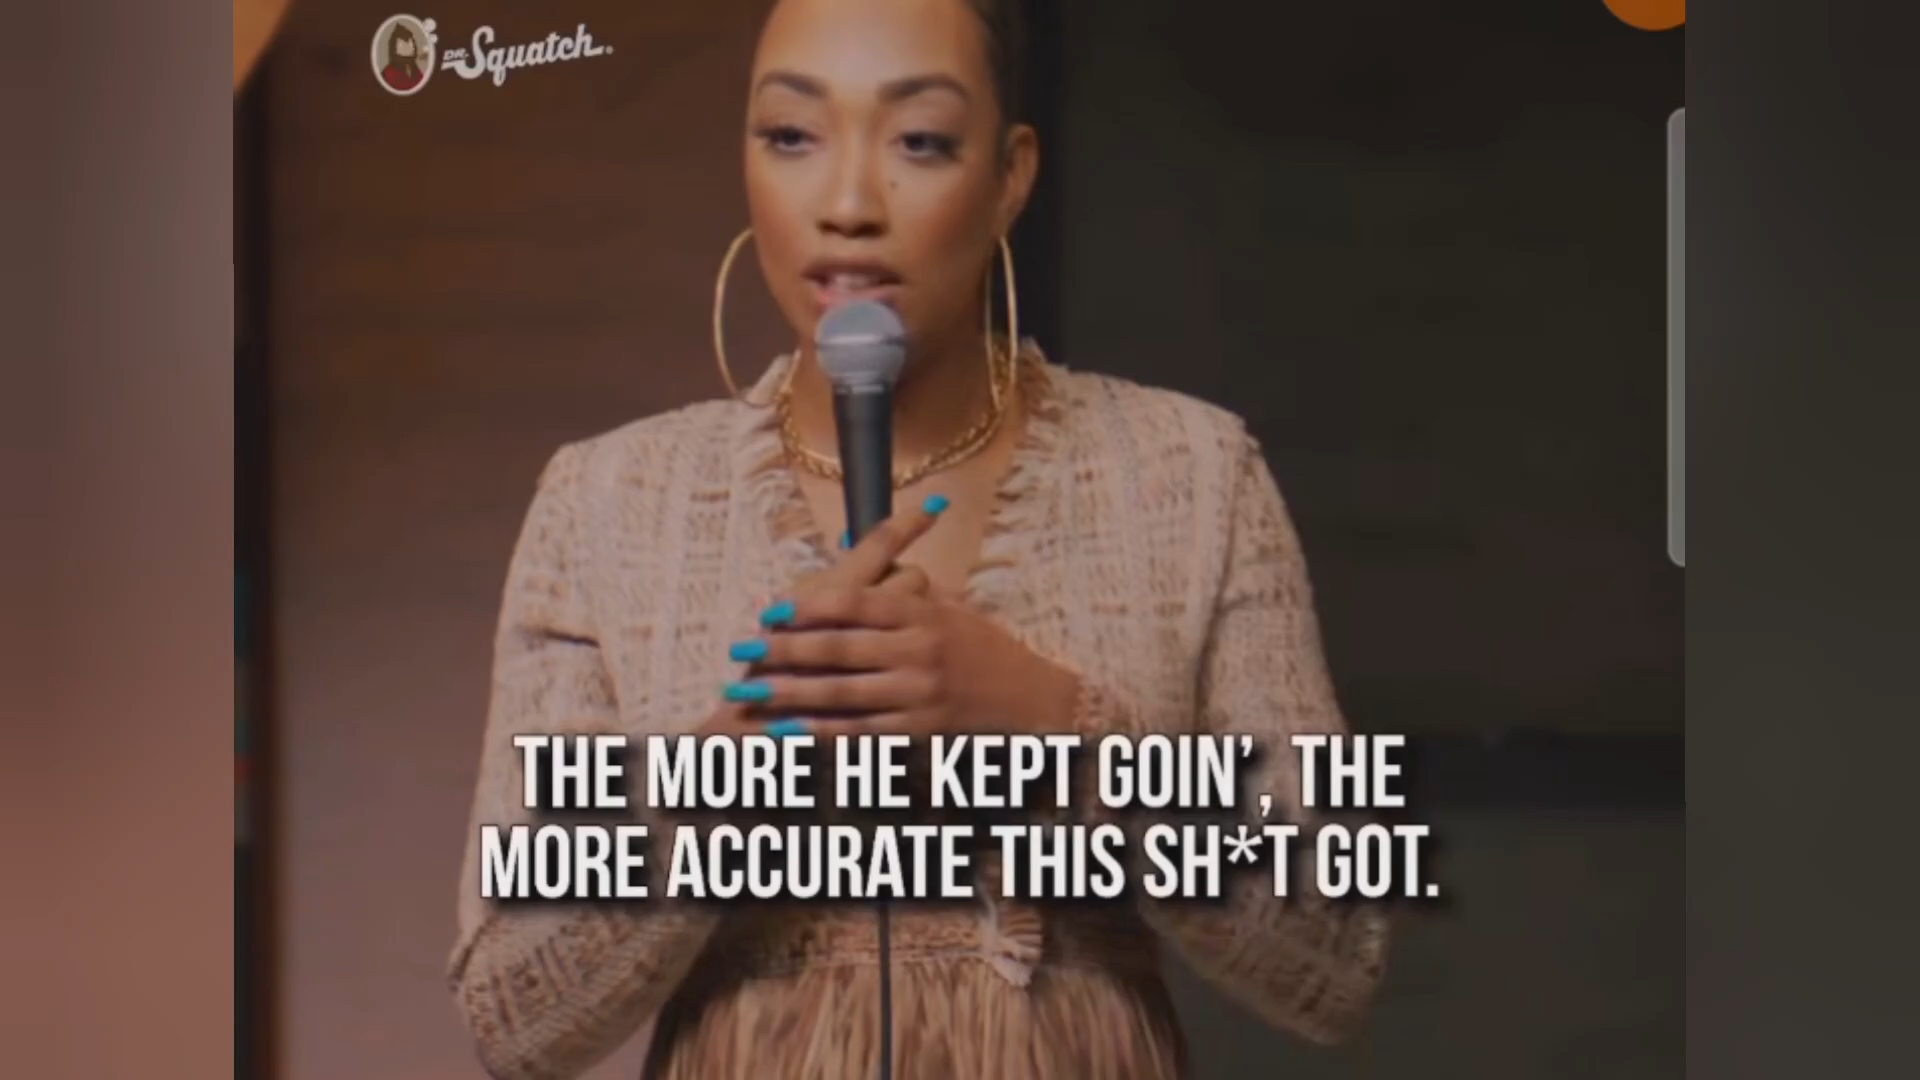 DR. Squatch.
THE MORE HE KEPT GOIN', THE
MORE ACCURATE THIS SH*T GOT.